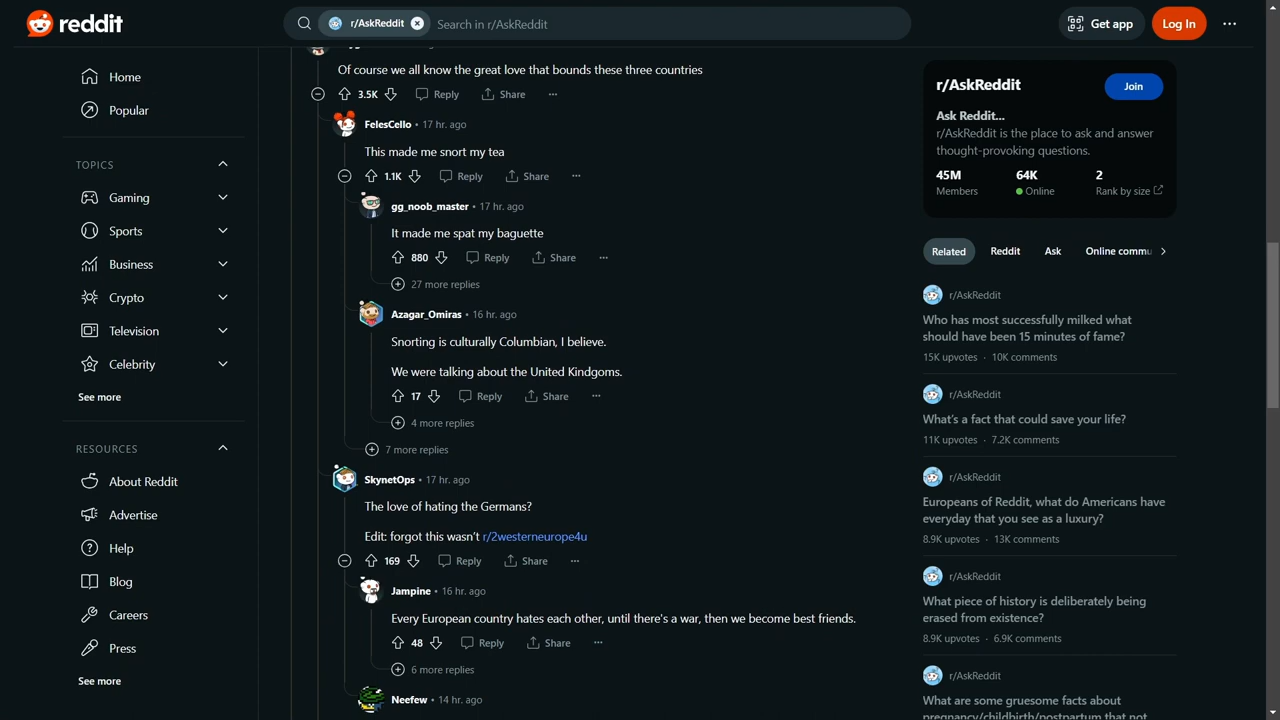 reddit
r/AskReddit
Search in r/AskReddit
Get app
Log In
Home
Popular
TOPICS
Gaming
Sports
Business
Crypto
Television
Celebrity
See more
RESOURCES
About Reddit
Advertise
Help
Blog
Careers
Press
See more
Of course we all know the great love that bounds these three countries
3.5K Reply Share
FelesCello • 17 hr. ago
This made me snort my tea
1.1K Reply Share
gg_noob_master • 17 hr. ago
It made me spat my baguette
880 Reply Share
27 more replies
Azagar_Omiras • 16 hr. ago
Snorting is culturally Columbian, I believe.
We were talking about the United Kindgoms.
17 Reply Share
4 more replies
7 more replies
SkynetOps • 17 hr. ago
The love of hating the Germans?
Edit: forgot this wasn't r/2westerneurope4u
169 Reply Share
Jampine • 16 hr. ago
Every European country hates each other, until there's a war, then we become best friends.
48 Reply Share
6 more replies
Neefew • 14 hr. ago
r/AskReddit
Join
Ask Reddit...
r/AskReddit is the place to ask and answer
thought-provoking questions.
45M 64K 2
Members Online Rank by size
Related Reddit Ask Online commu
r/AskReddit
Who has most successfully milked what
should have been 15 minutes of fame?
15K upvotes · 10K comments
r/AskReddit
What's a fact that could save your life?
11K upvotes · 7.2K comments
r/AskReddit
Europeans of Reddit, what do Americans have
everyday that you see as a luxury?
8.9K upvotes · 13K comments
r/AskReddit
What piece of history is deliberately being
erased from existence?
8.9K upvotes · 6.9K comments
r/AskReddit
What are some gruesome facts about
pregnancy/childbirth/postpartum that not